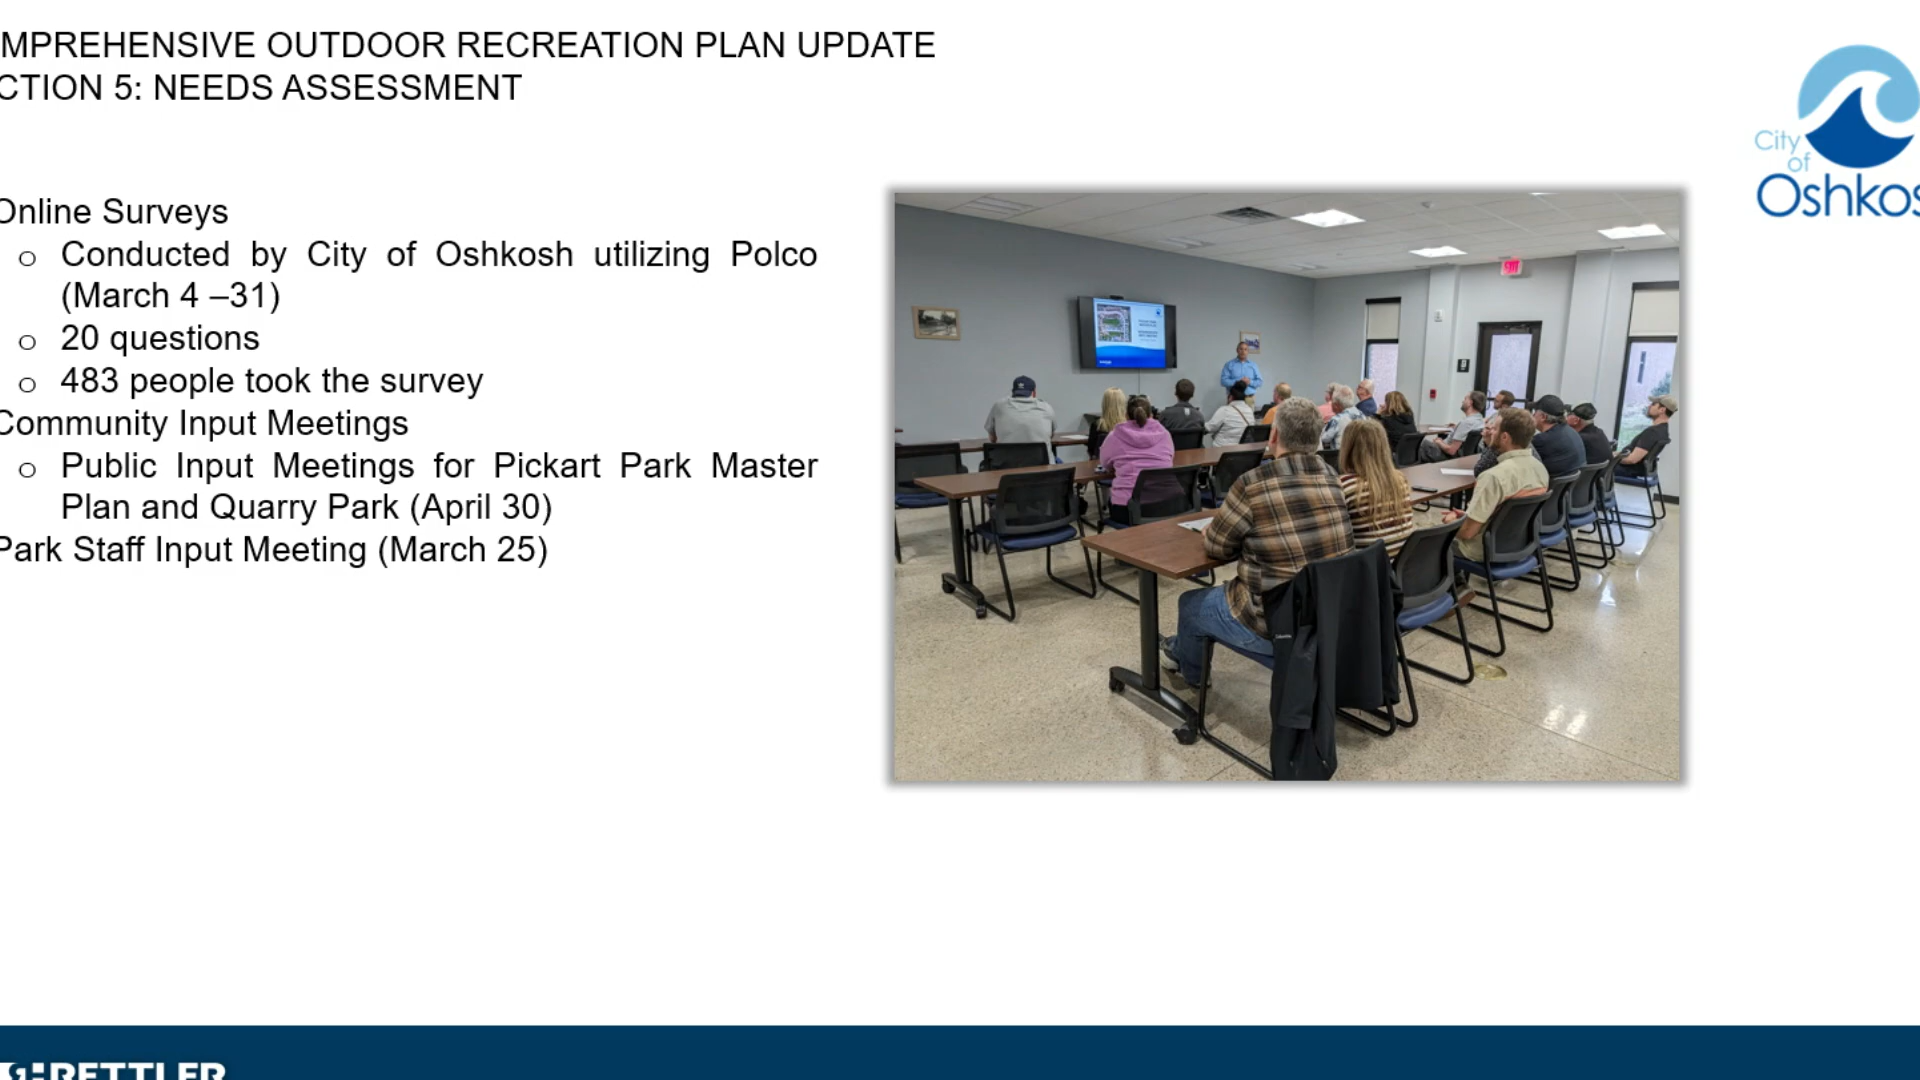 MPREHENSIVE OUTDOOR RECREATION PLAN UPDATE
CTION 5: NEEDS ASSESSMENT
City
of
Oshkos
Online Surveys
o Conducted by City of Oshkosh utilizing Polco
(March 4 –31)
o 20 questions
o 483 people took the survey
Community Input Meetings
o Public Input Meetings for Pickart Park Master
Plan and Quarry Park (April 30)
Park Staff Input Meeting (March 25)
RETTLER